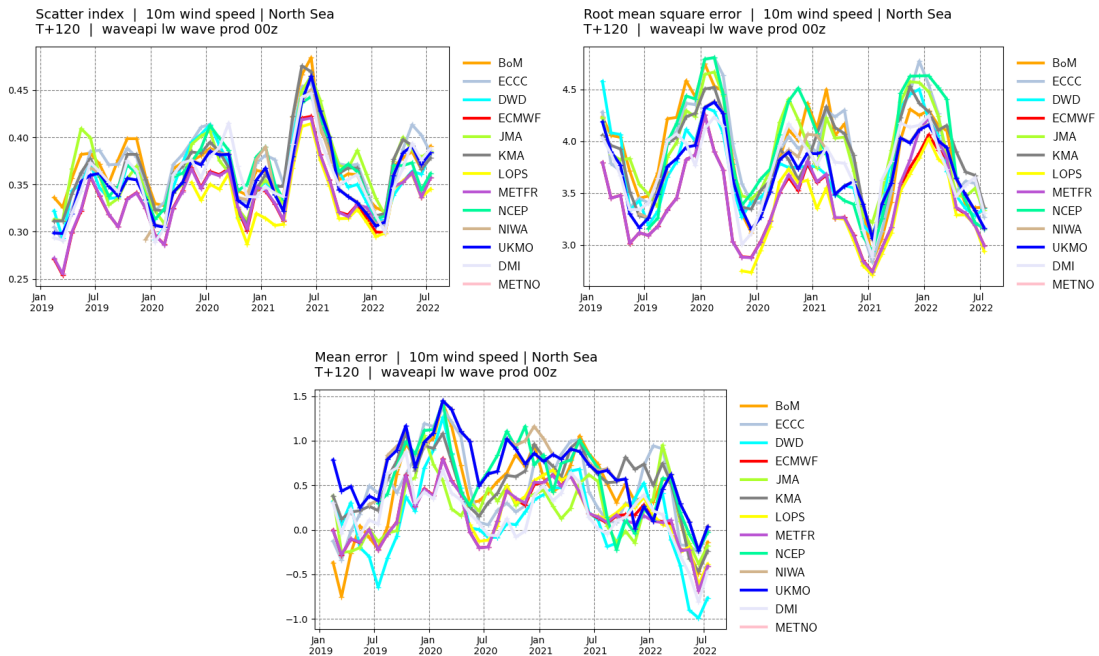 Scatter index | 10m wind speed | North Sea
T+120 | waveapi lw wave prod 00z
0.45
0.40
0.35
0.30
0.25
Jan Jul Jan Jul Jan Jul Jan Jul
2019 2019 2020 2020 2021 2021 2022 2022
BoM
ECCC
DWD
ECMWF
JMA
KMA
LOPS
METFR
NCEP
NIWA
UKMO
DMI
METNO
Root mean square error | 10m wind speed | North Sea
T+120 | waveapi lw wave prod 00z
4.5
4.0
3.5
3.0
Jan Jul Jan Jul Jan Jul Jan Jul
2019 2019 2020 2020 2021 2021 2022 2022
BoM
ECCC
DWD
ECMWF
JMA
KMA
LOPS
METFR
NCEP
NIWA
UKMO
DMI
METNO
Mean error | 10m wind speed | North Sea
T+120 | waveapi lw wave prod 00z
1.5
1.0
0.5
0.0
−0.5
−1.0
Jan Jul Jan Jul Jan Jul Jan Jul
2019 2019 2020 2020 2021 2021 2022 2022
BoM
ECCC
DWD
ECMWF
JMA
KMA
LOPS
METFR
NCEP
NIWA
UKMO
DMI
METNO